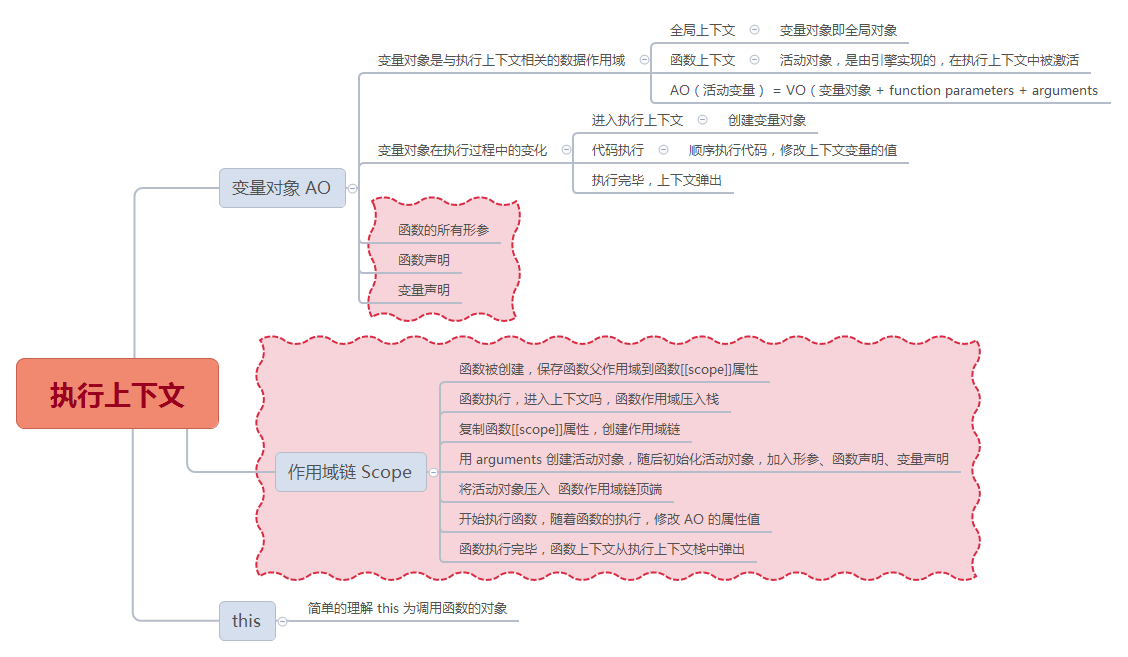 执行上下文
变量对象 AO
变量对象是与执行上下文相关的数据作用域
全局上下文
变量对象即全局对象
函数上下文
活动对象，是由引擎实现的，在执行上下文中被激活
AO（活动变量） = VO（变量对象 + function parameters + arguments
变量对象在执行过程中的变化
进入执行上下文
创建变量对象
代码执行
顺序执行代码，修改上下文变量的值
执行完毕，上下文弹出
函数的所有形参
函数声明
变量声明
作用域链 Scope
函数被创建，保存函数父作用域到函数[[scope]]属性
函数执行，进入上下文吗，函数作用域压入栈
复制函数[[scope]]属性，创建作用域链
用 arguments 创建活动对象，随后初始化活动对象，加入形参、函数声明、变量声明
将活动对象压入  函数作用域链顶端
开始执行函数，随着函数的执行，修改 AO 的属性值
函数执行完毕，函数上下文从执行上下文栈中弹出
this
简单的理解 this 为调用函数的对象